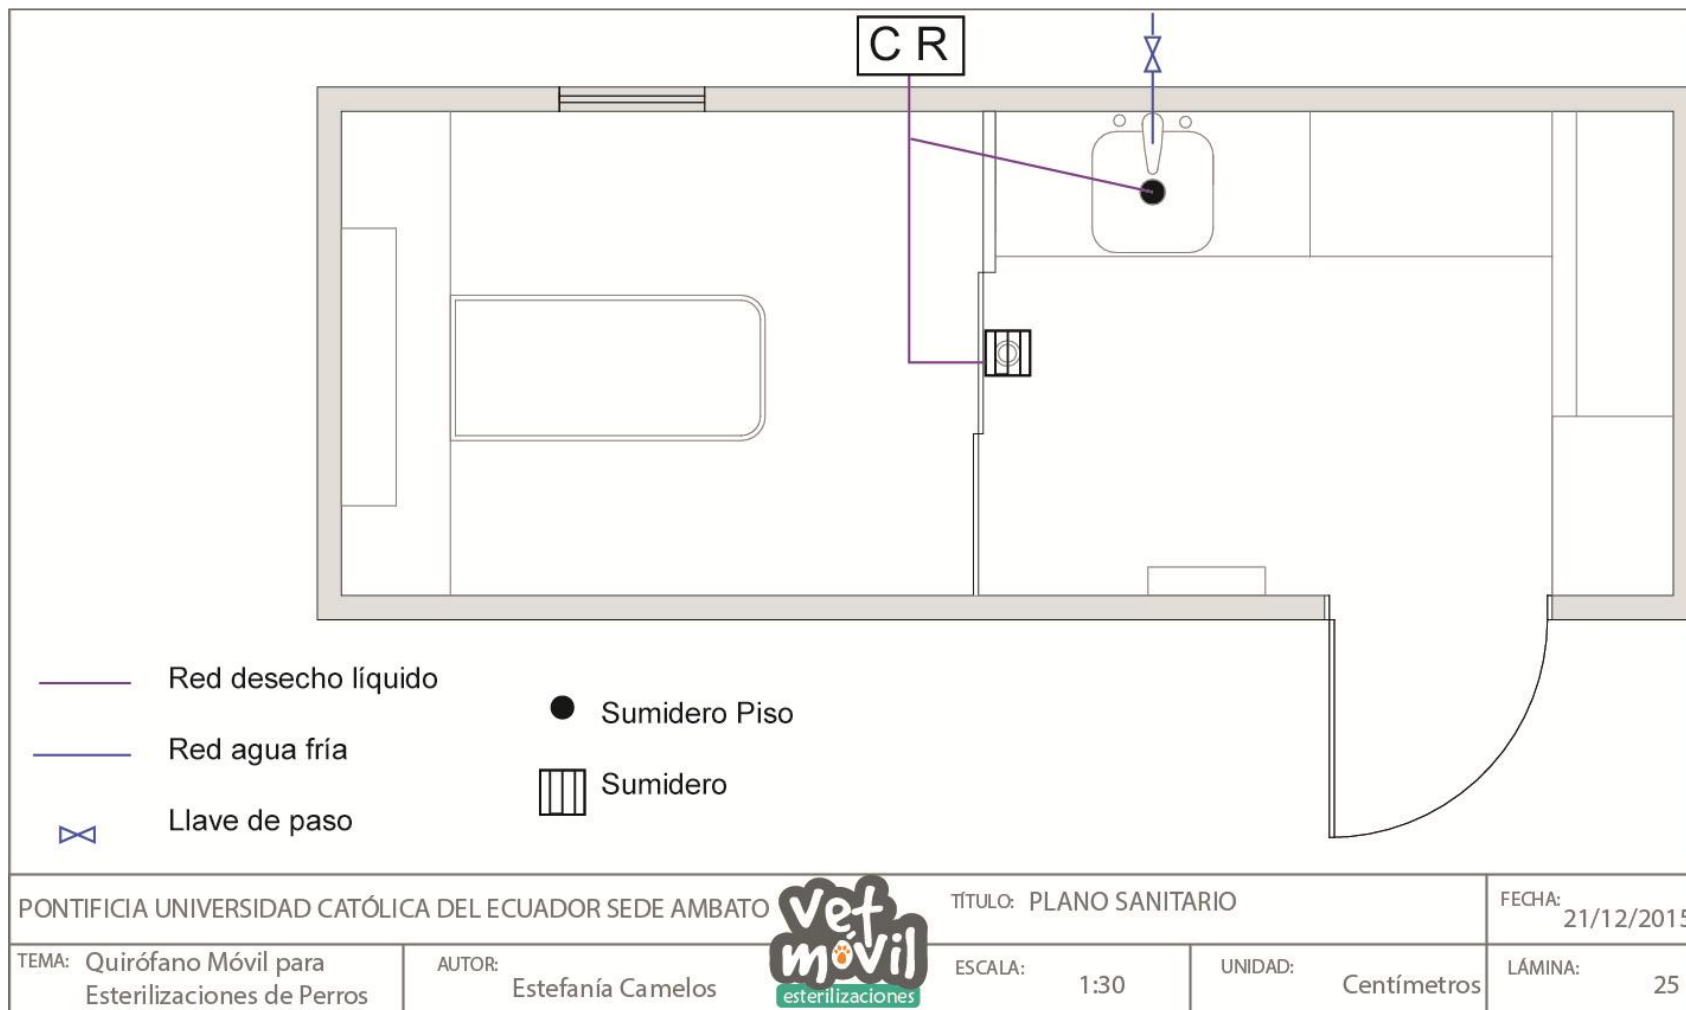 C R
Red desecho líquido
Red agua fría
Llave de paso
Sumidero Piso
Sumidero
PONTIFICIA UNIVERSIDAD CATÓLICA DEL ECUADOR SEDE AMBATO
vet
móvil
esterilizaciones
TÍTULO: PLANO SANITARIO
FECHA:
21/12/2015
TEMA: Quirófano Móvil para
Esterilizaciones de Perros
AUTOR:
Estefanía Camelos
ESCALA:
1:30
UNIDAD:
Centímetros
LÁMINA:
25